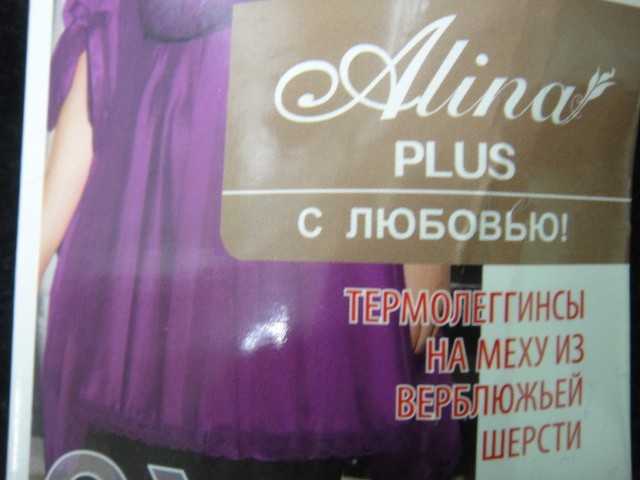 Alina
PLUS
С ЛЮБОВЬЮ!
ТЕРМОЛЕГГИНСЫ
НА МЕХУ ИЗ
ВЕРБЛЮЖЬЕЙ
ШЕРСТИ